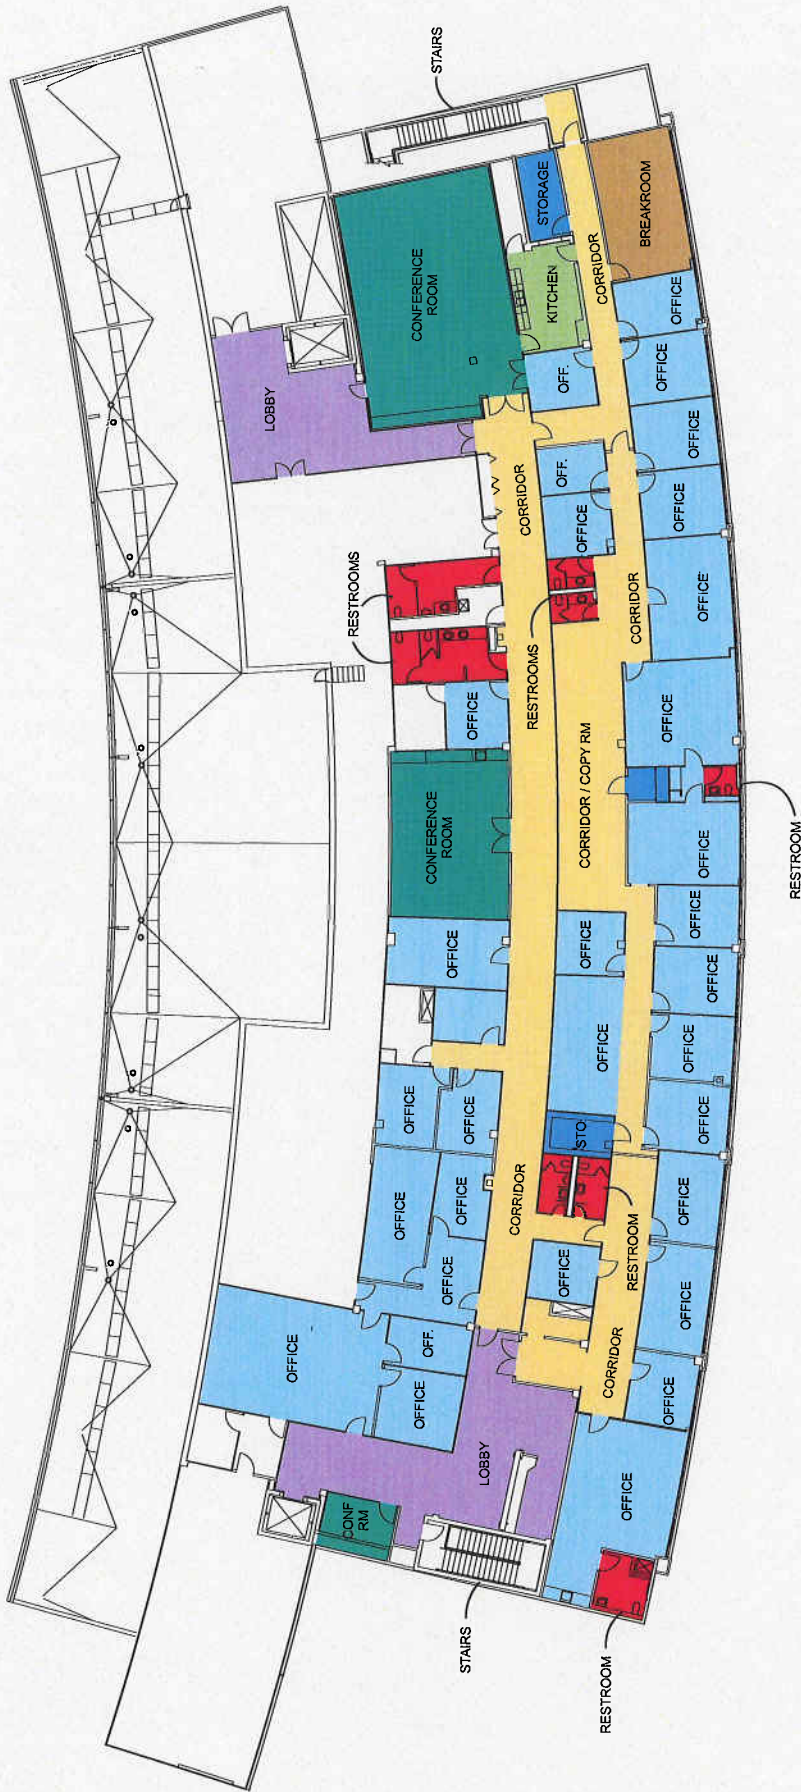 LOBBY
OFFICE
RESTROOMS
CONF
RM
OFFICE
OFFICE
OFFICE
OFF.
CONFERENCE
ROOM
CONFERENCE
ROOM
STAIRS
OFFICE
OFFICE
OFFICE
OFFICE
STAIRS
OFFICE
LOBBY
CORRIDOR
CORRIDOR
RESTROOMS
STORAGE
KITCHEN
OFFICE
OFF.
OFF.
STO.
OFFICE
CORRIDOR / COPY RM
OFFICE
OFFICE
CORRIDOR
RESTROOM
CORRIDOR
OFFICE
RESTROOM
CORRIDOR
BREAKROOM
OFFICE
OFFICE
OFFICE
OFFICE
OFFICE
OFFICE
OFFICE
OFFICE
OFFICE
OFFICE
OFFICE
OFFICE
OFFICE
OFFICE
RESTROOM